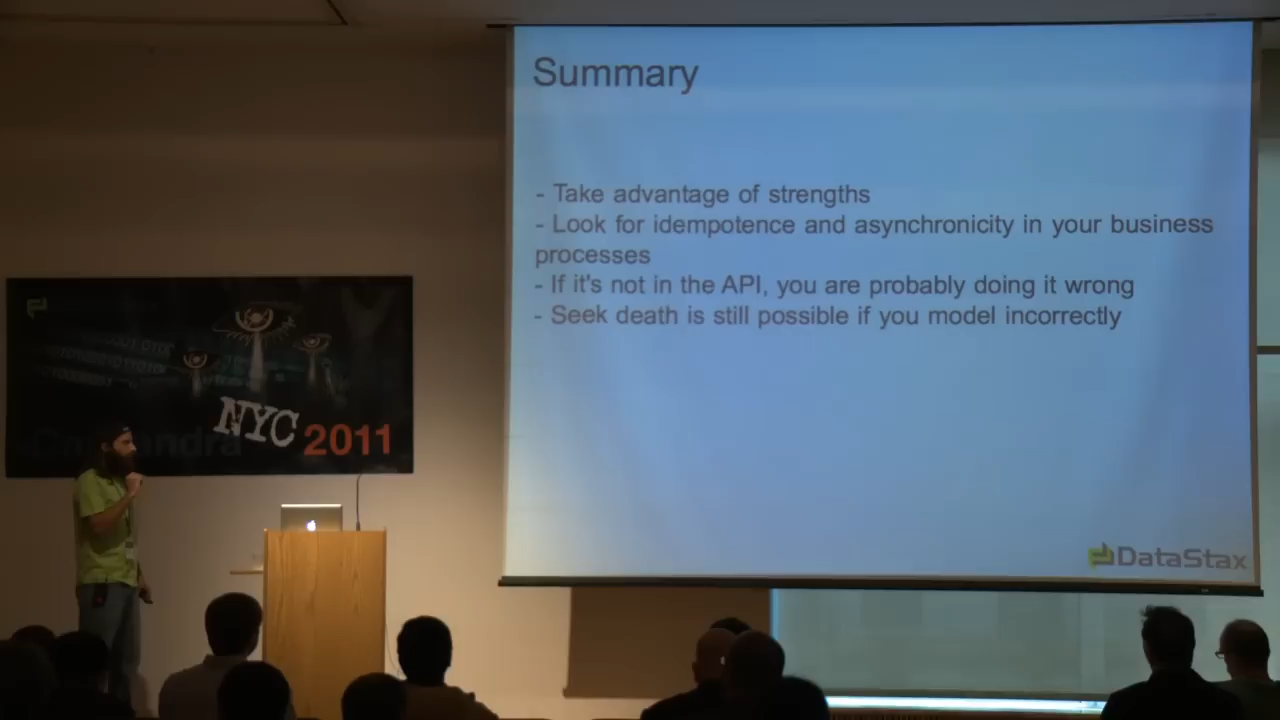 Summary
- Take advantage of strengths
- Look for idempotence and asynchronicity in your business
processes
- If it's not in the API, you are probably doing it wrong
- Seek death is still possible if you model incorrectly
DataStax
NYC
2011